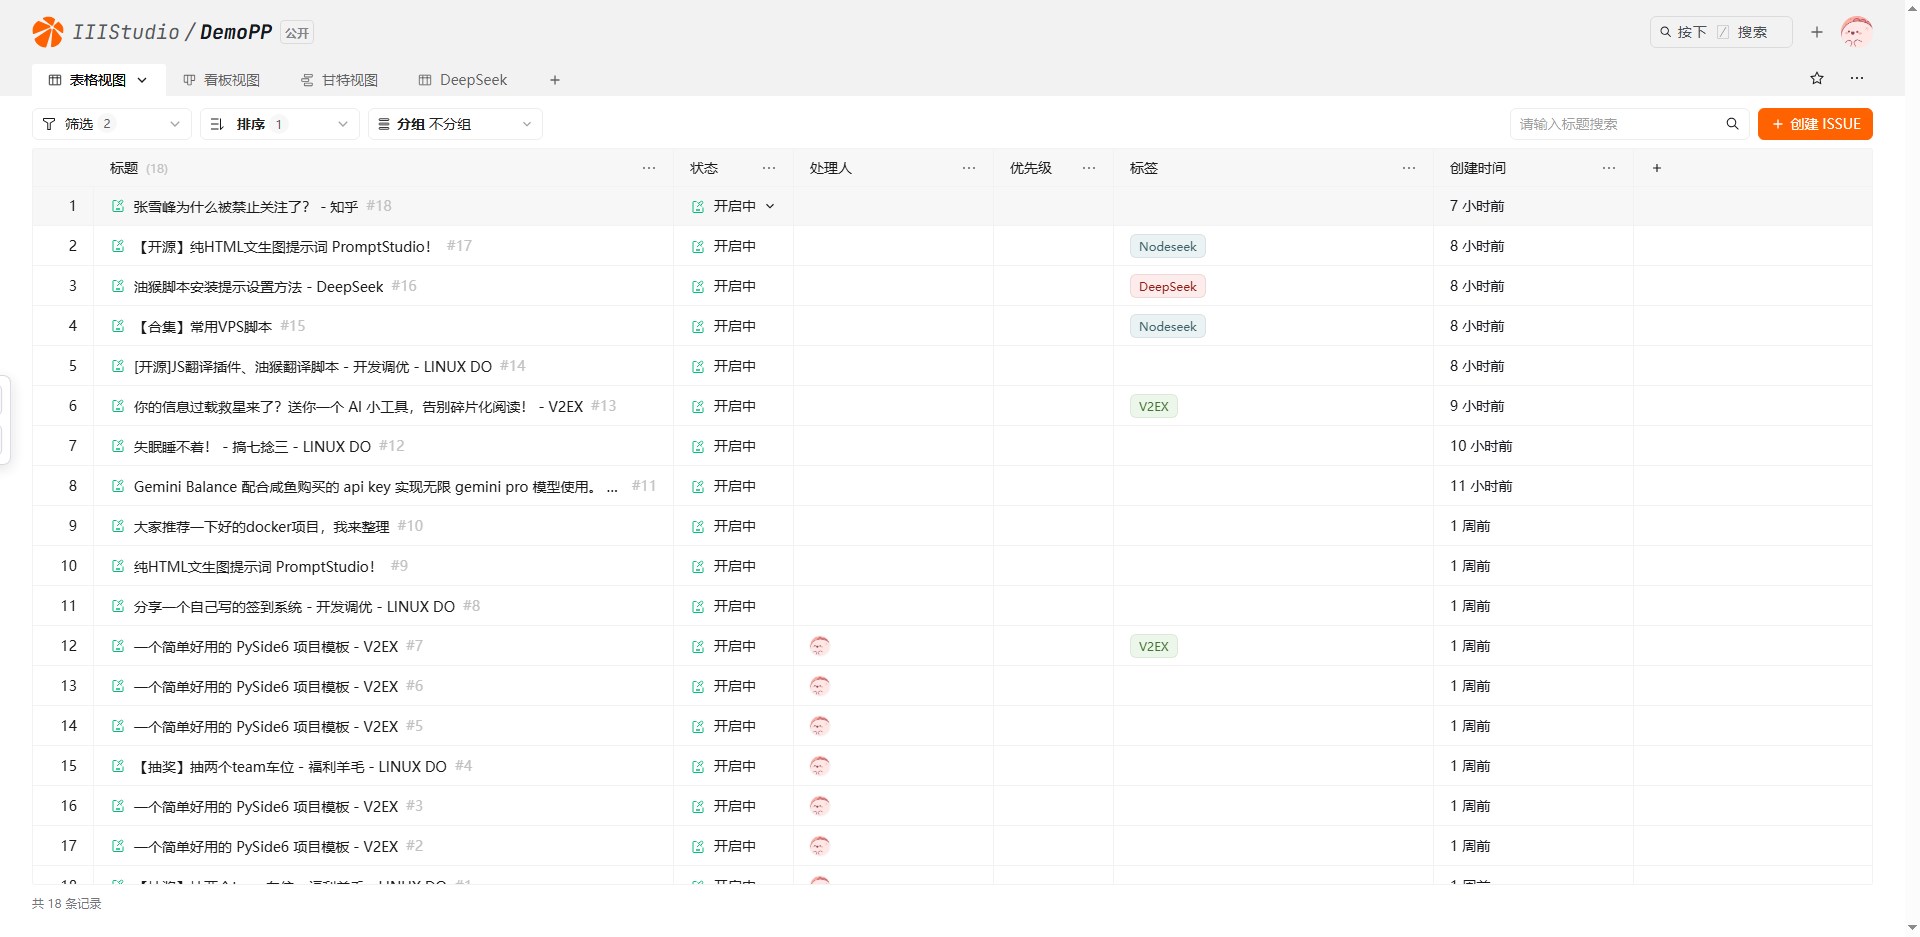 IIIStudio / DemoPP 公开 按下 / 搜索
表格视图 看板视图 甘特视图 DeepSeek
筛选 2 排序 1 分组 不分组 请输入标题搜索 创建 ISSUE
标题 (18) 状态 处理人 优先级 标签 创建时间
1 张雪峰为什么被禁止关注了？ - 知乎 #18 开启中 7 小时前
2 【开源】纯HTML文生图提示词 PromptStudio！ #17 开启中 Nodeseek 8 小时前
3 油猴脚本安装提示设置方法 - DeepSeek #16 开启中 DeepSeek 8 小时前
4 【合集】常用VPS脚本 #15 开启中 Nodeseek 8 小时前
5 [开源]JS翻译插件、油猴翻译脚本 - 开发调优 - LINUX DO #14 开启中 8 小时前
6 你的信息过载救星来了？送你一个 AI 小工具，告别碎片化阅读！ - V2EX #13 开启中 V2EX 9 小时前
7 失眠睡不着！ - 搞七捻三 - LINUX DO #12 开启中 10 小时前
8 Gemini Balance 配合咸鱼购买的 api key 实现无限 gemini pro 模型使用。 ... #11 开启中 11 小时前
9 大家推荐一下好的docker项目，我来整理 #10 开启中 1 周前
10 纯HTML文生图提示词 PromptStudio！ #9 开启中 1 周前
11 分享一个自己写的签到系统 - 开发调优 - LINUX DO #8 开启中 1 周前
12 一个简单好用的 PySide6 项目模板 - V2EX #7 开启中 V2EX 1 周前
13 一个简单好用的 PySide6 项目模板 - V2EX #6 开启中 1 周前
14 一个简单好用的 PySide6 项目模板 - V2EX #5 开启中 1 周前
15 【抽奖】抽两个team车位 - 福利羊毛 - LINUX DO #4 开启中 1 周前
16 一个简单好用的 PySide6 项目模板 - V2EX #3 开启中 1 周前
17 一个简单好用的 PySide6 项目模板 - V2EX #2 开启中 1 周前
18 【抽奖】抽两个team车位 - 福利羊毛 - LINUX DO #1 开启中 1 周前
共 18 条记录